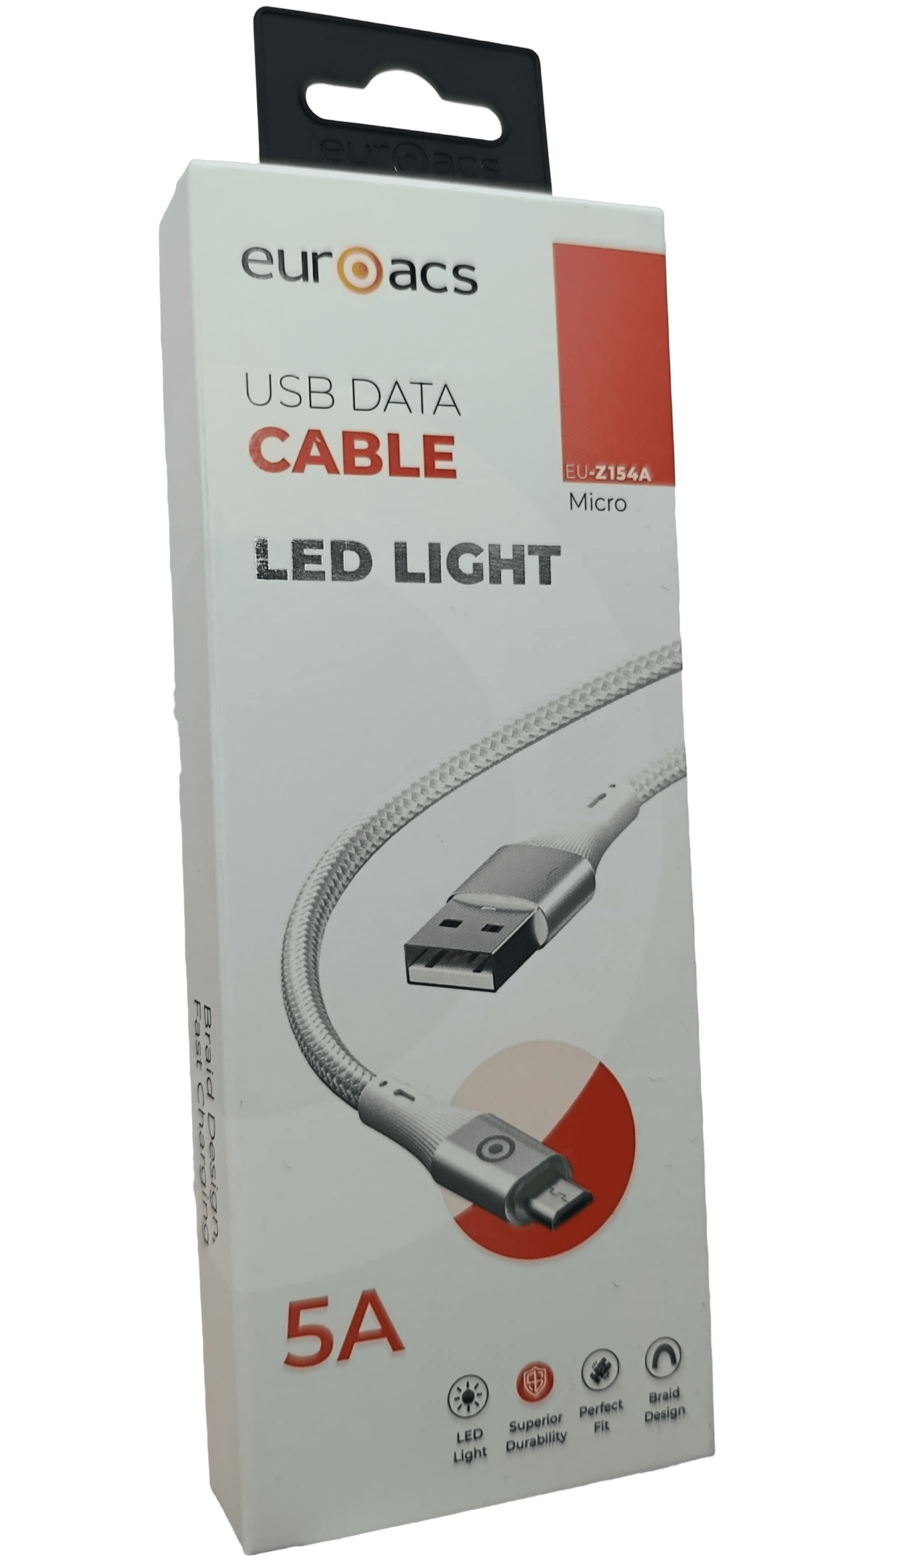 euroacs
euroacs
USB DATA
CABLE
EU-Z154A
Micro
LED LIGHT
Braid Design,
Fast Charging
5A
LED
Light
Superior
Durability
Perfect
Fit
Braid
Design